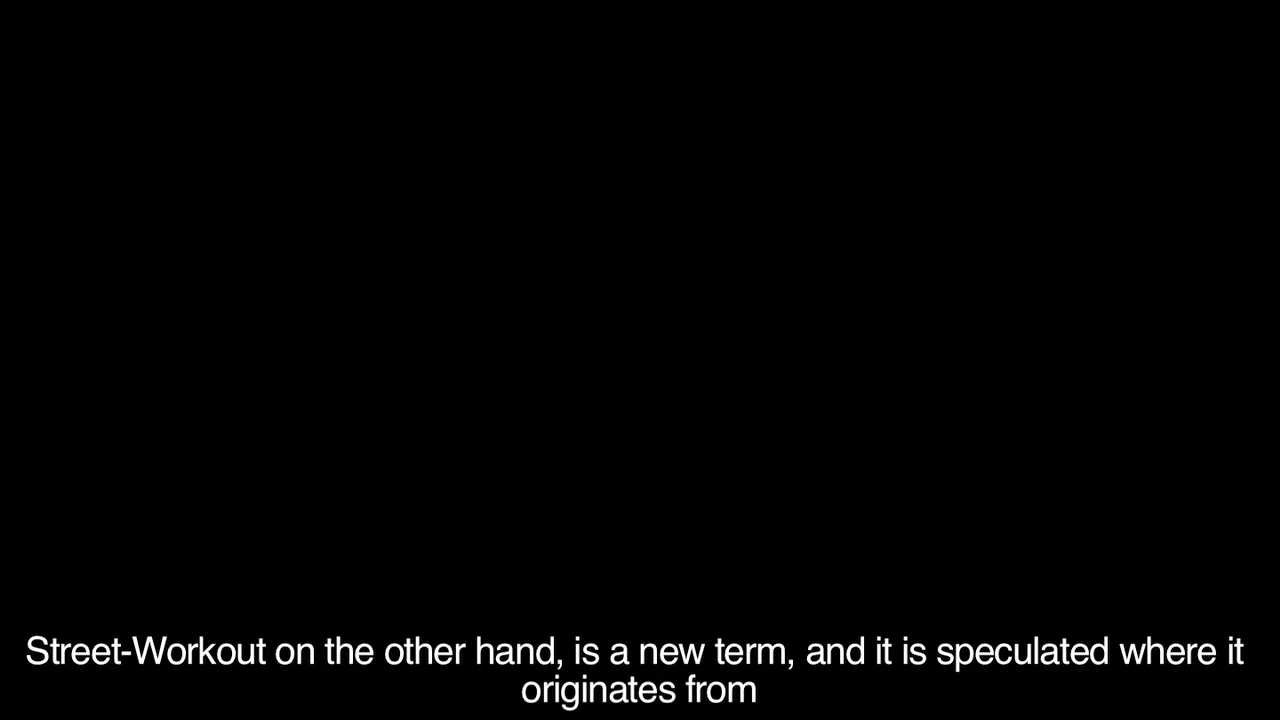 Street-Workout on the other hand, is a new term, and it is speculated where it
originates from